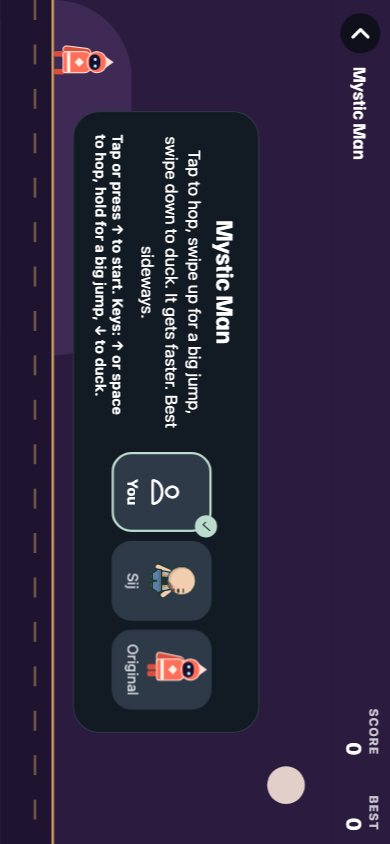 Mystic Man
SCORE
0
BEST
0
Mystic Man
Tap to hop, swipe up for a big jump,
swipe down to duck. It gets faster. Best
sideways.
Tap or press ↑ to start. Keys: ↑ or space
to hop, hold for a big jump, ↓ to duck.
You
Sij
Original